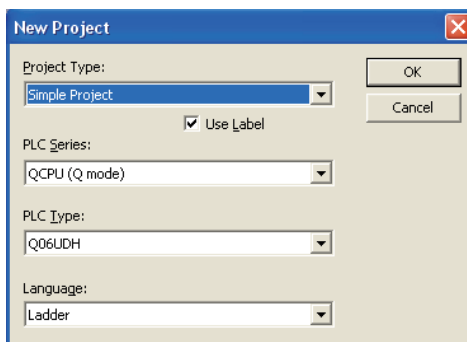 New Project
Project Type:
OK
Simple Project
Cancel
Use Label
PLC Series:
QCPU (Q mode)
PLC Type:
Q06UDH
Language:
Ladder